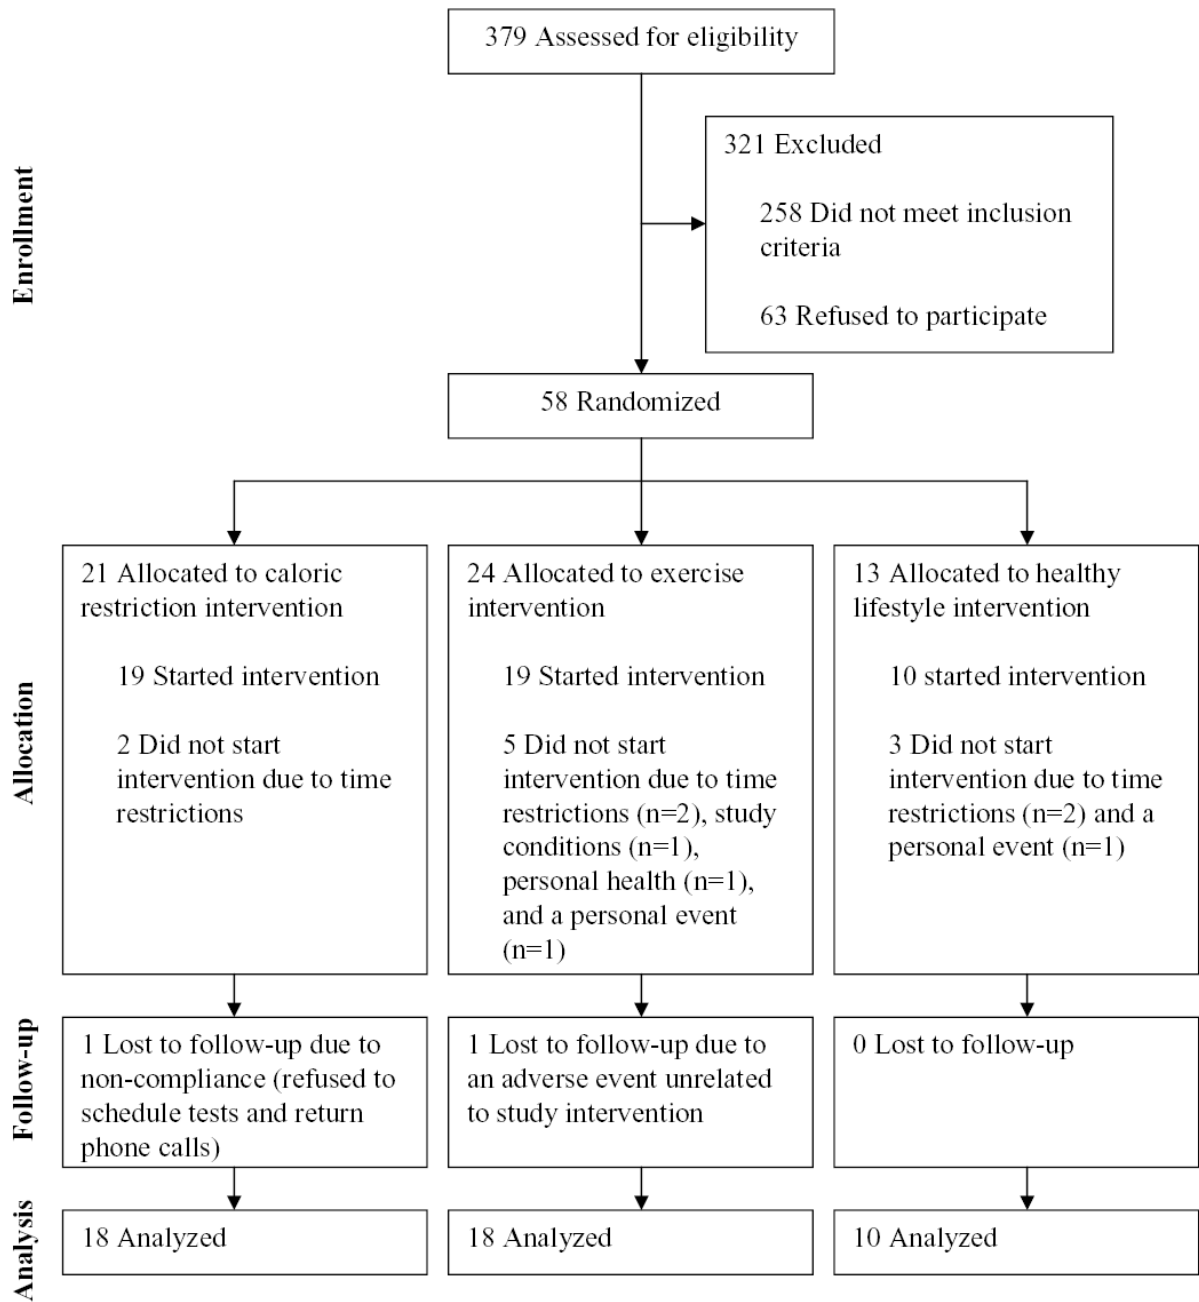 379 Assessed for eligibility
Enrollment
321 Excluded
258 Did not meet inclusion
criteria
63 Refused to participate
58 Randomized
Allocation
21 Allocated to caloric
restriction intervention
19 Started intervention
2 Did not start
intervention due to time
restrictions
24 Allocated to exercise
intervention
19 Started intervention
5 Did not start
intervention due to time
restrictions (n=2), study
conditions (n=1),
personal health (n=1),
and a personal event
(n=1)
13 Allocated to healthy
lifestyle intervention
10 started intervention
3 Did not start
intervention due to time
restrictions (n=2) and a
personal event (n=1)
Follow-up
1 Lost to follow-up due to
non-compliance (refused to
schedule tests and return
phone calls)
1 Lost to follow-up due to
an adverse event unrelated
to study intervention
0 Lost to follow-up
Analysis
18 Analyzed
18 Analyzed
10 Analyzed